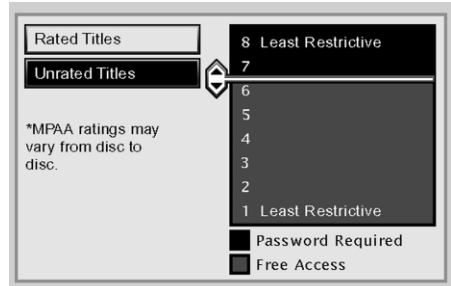 Rated Titles
Unrated Titles
*MPAA ratings may
vary from disc to
disc.
8 Least Restrictive
7
6
5
4
3
2
1 Least Restrictive
Password Required
Free Access